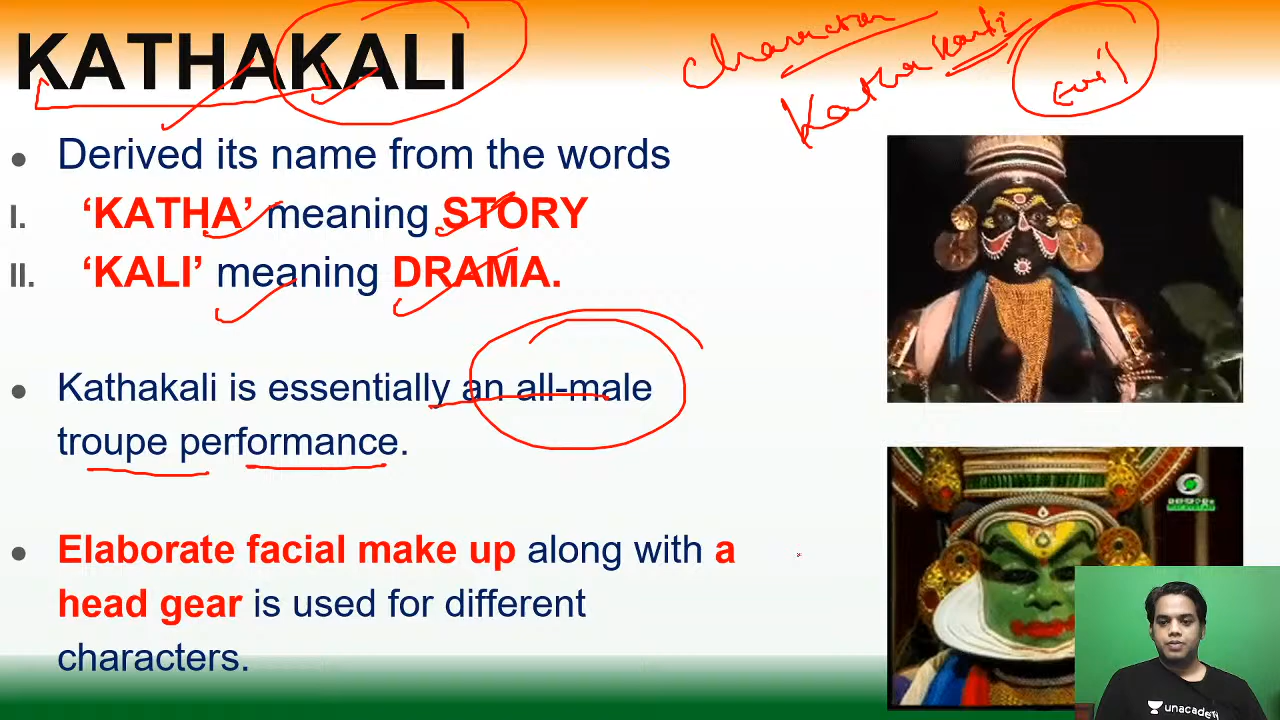 KATHAKALI
Character
Katha kali
Evil
• Derived its name from the words
I. ‘KATHA’ meaning STORY
II. ‘KALI’ meaning DRAMA.
• Kathakali is essentially an all-male
troupe performance.
• Elaborate facial make up along with a
head gear is used for different
characters.
unacademy